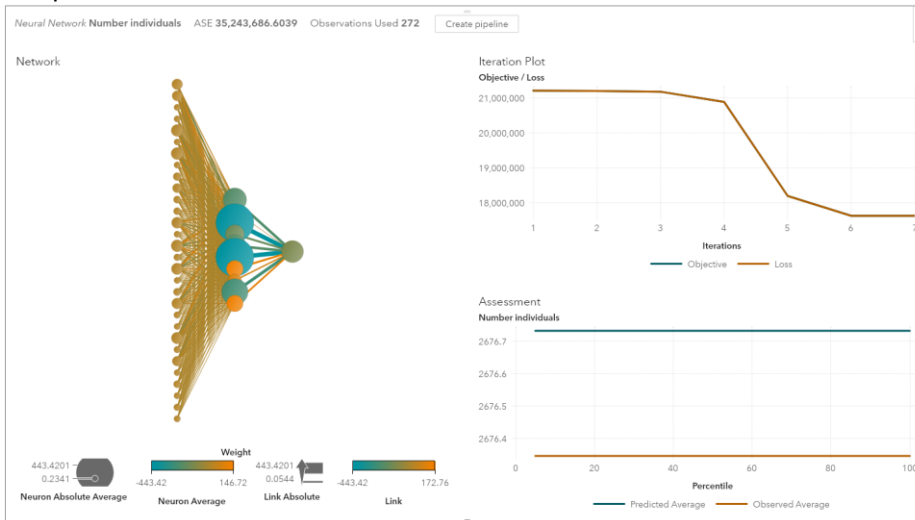 Neural Network Number individuals ASE 35,243,686.6039 Observations Used 272 Create pipeline
Network
Weight
443.4201
0.2341
Neuron Absolute Average
-443.42 146.72
Neuron Average
443.4201
0.0544
Link Absolute
-443.42 172.76
Link
Iteration Plot
Objective / Loss
21,000,000
20,000,000
19,000,000
18,000,000
1 2 3 4 5 6 7
Iterations
Objective Loss
Assessment
Number individuals
2676.7
2676.6
2676.5
2676.4
0 20 40 60 80 100
Percentile
Predicted Average Observed Average